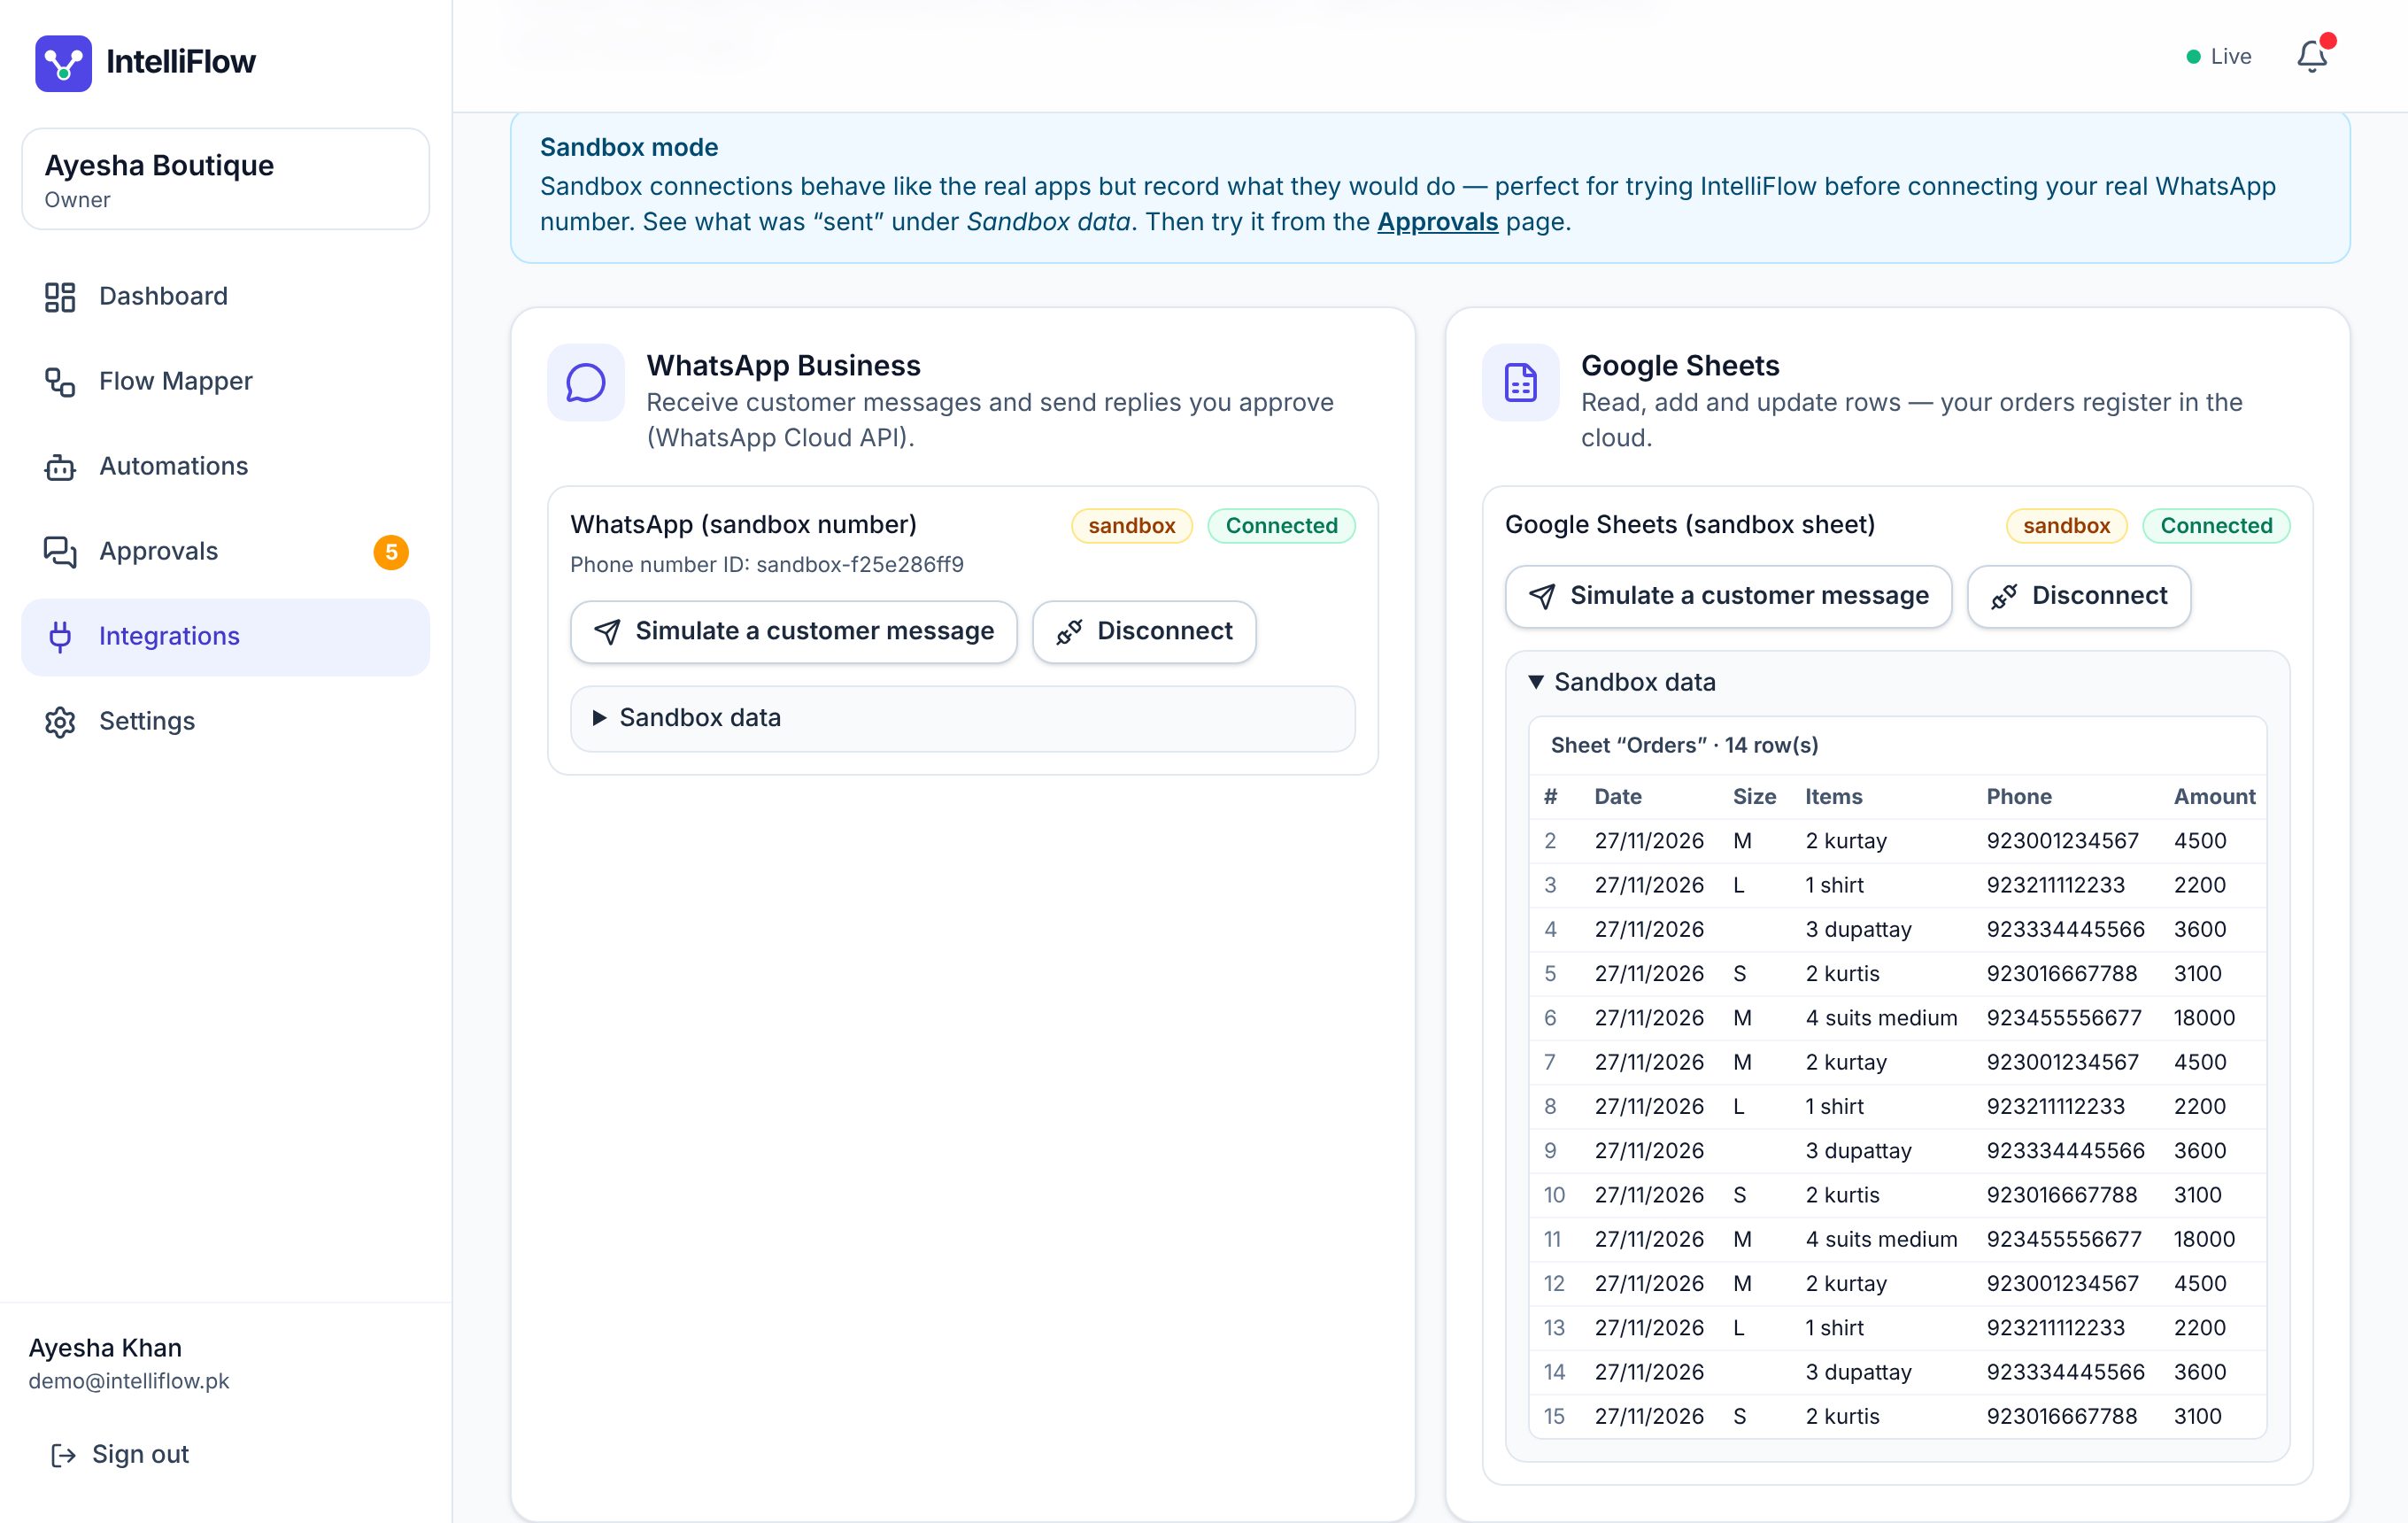 IntelliFlow
Ayesha Boutique
Owner
Dashboard
Flow Mapper
Automations
Approvals 5
Integrations
Settings
Ayesha Khan
demo@intelliflow.pk
Sign out
Live
Sandbox mode
Sandbox connections behave like the real apps but record what they would do — perfect for trying IntelliFlow before connecting your real WhatsApp
number. See what was “sent” under Sandbox data. Then try it from the Approvals page.
WhatsApp Business
Receive customer messages and send replies you approve
(WhatsApp Cloud API).
WhatsApp (sandbox number) sandbox Connected
Phone number ID: sandbox-f25e286ff9
Simulate a customer message Disconnect
Sandbox data
Google Sheets
Read, add and update rows — your orders register in the
cloud.
Google Sheets (sandbox sheet) sandbox Connected
Simulate a customer message Disconnect
Sandbox data
Sheet “Orders” · 14 row(s)
# Date Size Items Phone Amount
2 27/11/2026 M 2 kurtay 923001234567 4500
3 27/11/2026 L 1 shirt 923211112233 2200
4 27/11/2026 3 dupattay 923334445566 3600
5 27/11/2026 S 2 kurtis 923016667788 3100
6 27/11/2026 M 4 suits medium 923455556677 18000
7 27/11/2026 M 2 kurtay 923001234567 4500
8 27/11/2026 L 1 shirt 923211112233 2200
9 27/11/2026 3 dupattay 923334445566 3600
10 27/11/2026 S 2 kurtis 923016667788 3100
11 27/11/2026 M 4 suits medium 923455556677 18000
12 27/11/2026 M 2 kurtay 923001234567 4500
13 27/11/2026 L 1 shirt 923211112233 2200
14 27/11/2026 3 dupattay 923334445566 3600
15 27/11/2026 S 2 kurtis 923016667788 3100